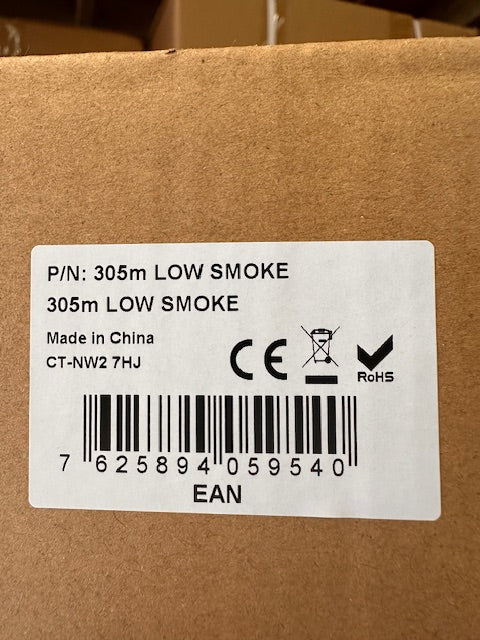 P/N: 305m LOW SMOKE
305m LOW SMOKE
Made in China
CT-NW2 7HJ
CE
RoHS
7 625894 059540
EAN